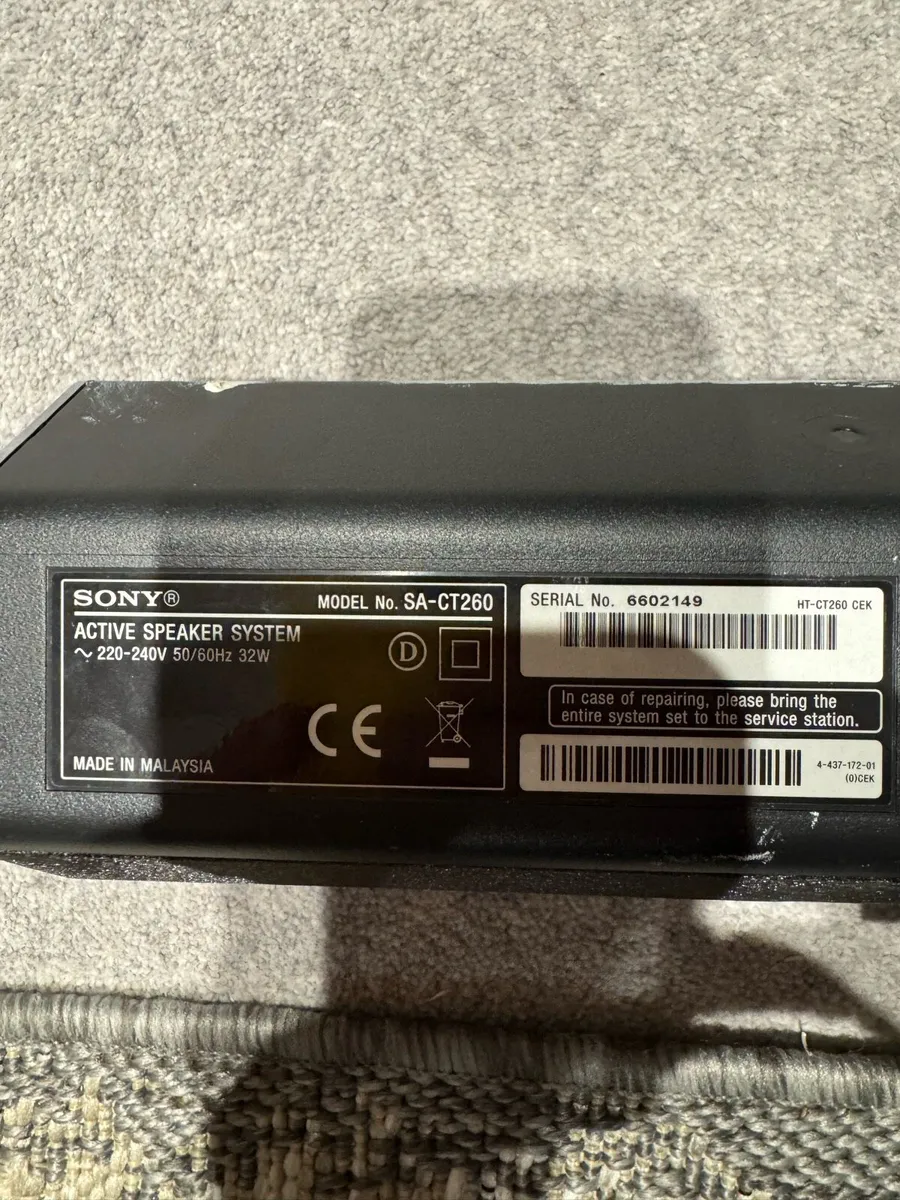 SONY®
MODEL No. SA-CT260
ACTIVE SPEAKER SYSTEM
~ 220-240V 50/60Hz 32W
D
CE
MADE IN MALAYSIA
SERIAL No. 6602149
HT-CT260 CEK
In case of repairing, please bring the
entire system set to the service station.
4-437-172-01
(0)CEK